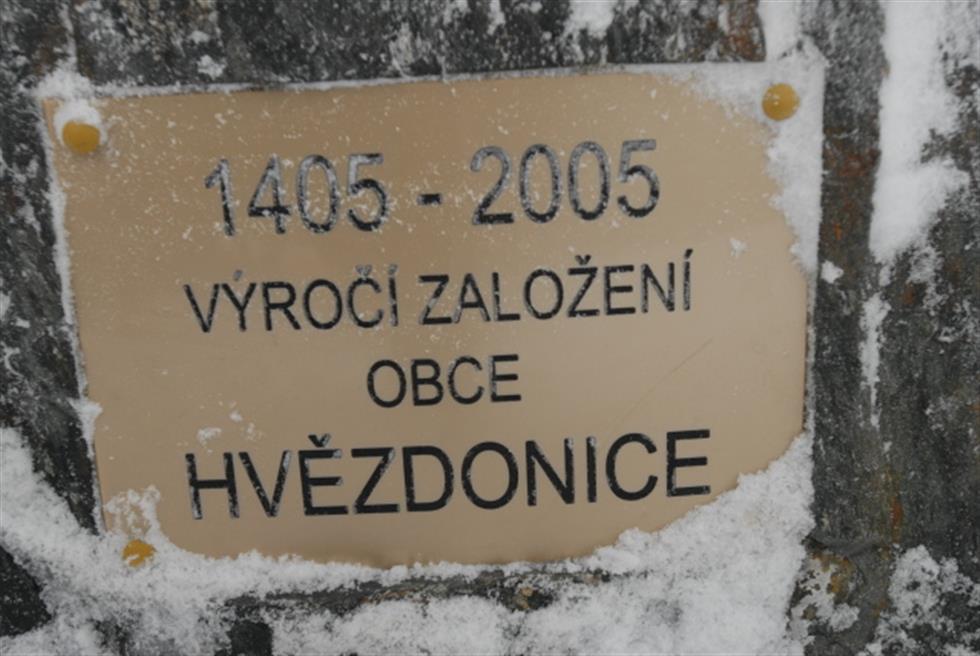 1405 - 2005
VÝROČÍ ZALOŽENÍ
OBCE
HVĚZDONICE